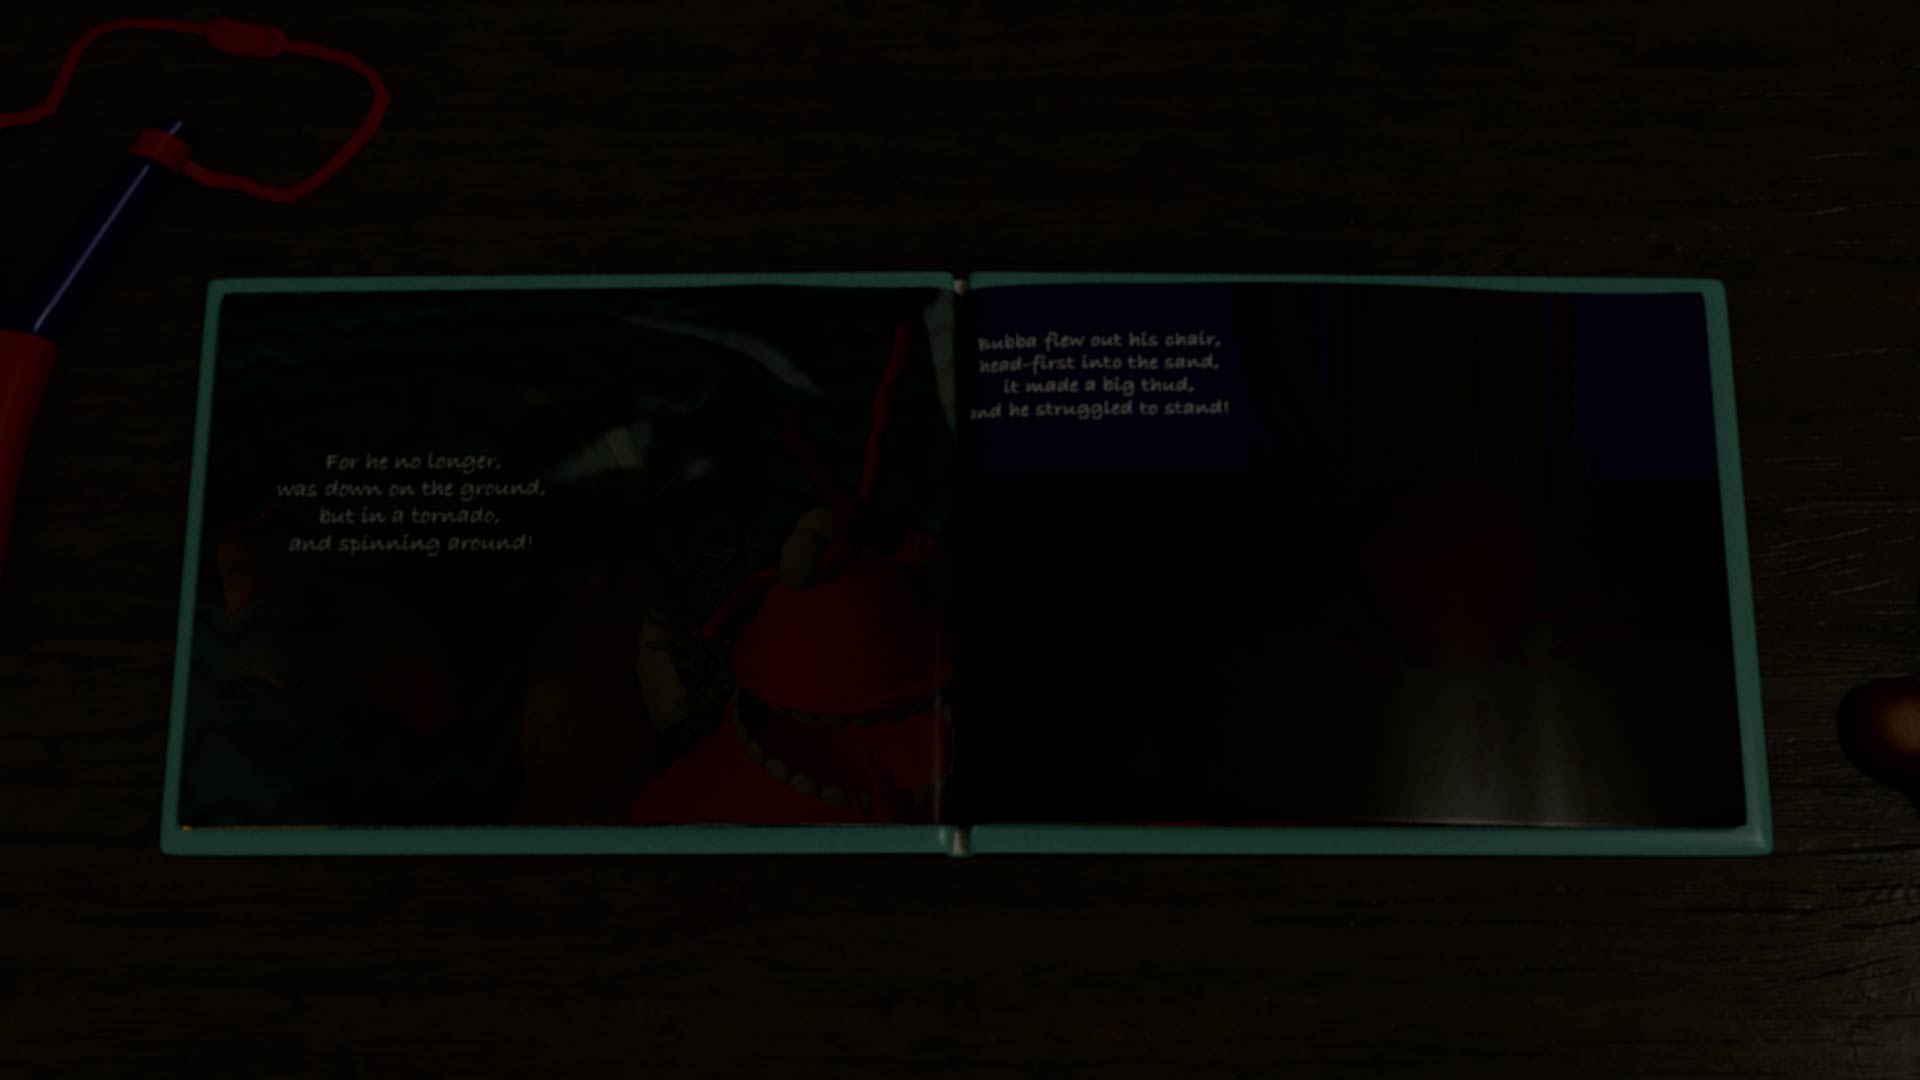 For he no longer,
was down on the ground,
but in a tornado,
and spinning around!
Bubba flew out his chair,
head-first into the sand,
it made a big thud,
and he struggled to stand!